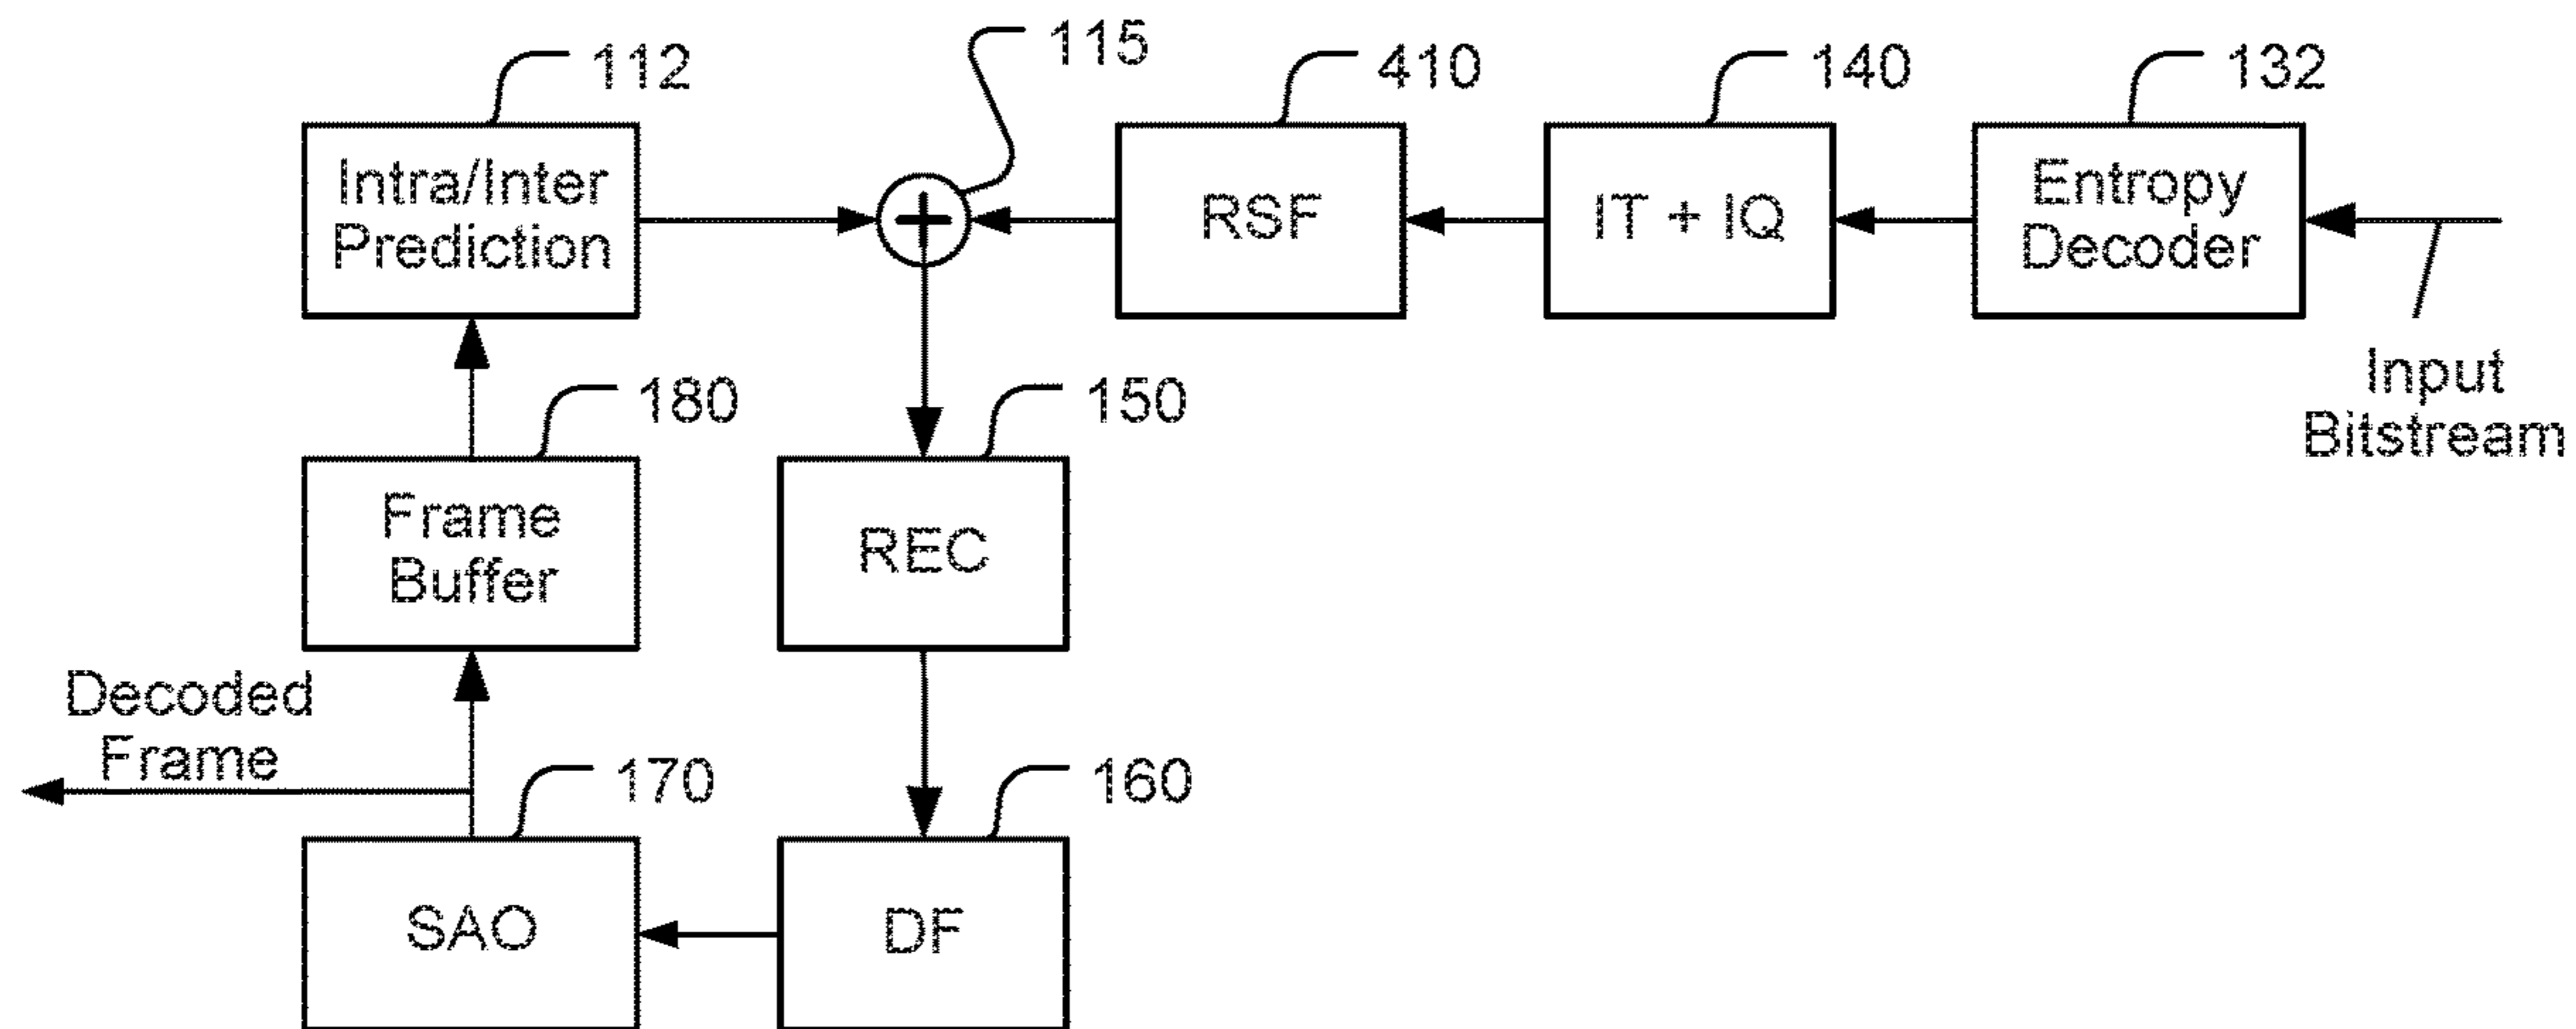 112
115
410
140
132
Intra/Inter
Prediction
+
RSF
IT + IQ
Entropy
Decoder
Input
Bitstream
180
150
Frame
Buffer
REC
Decoded
Frame
170
160
SAO
DF